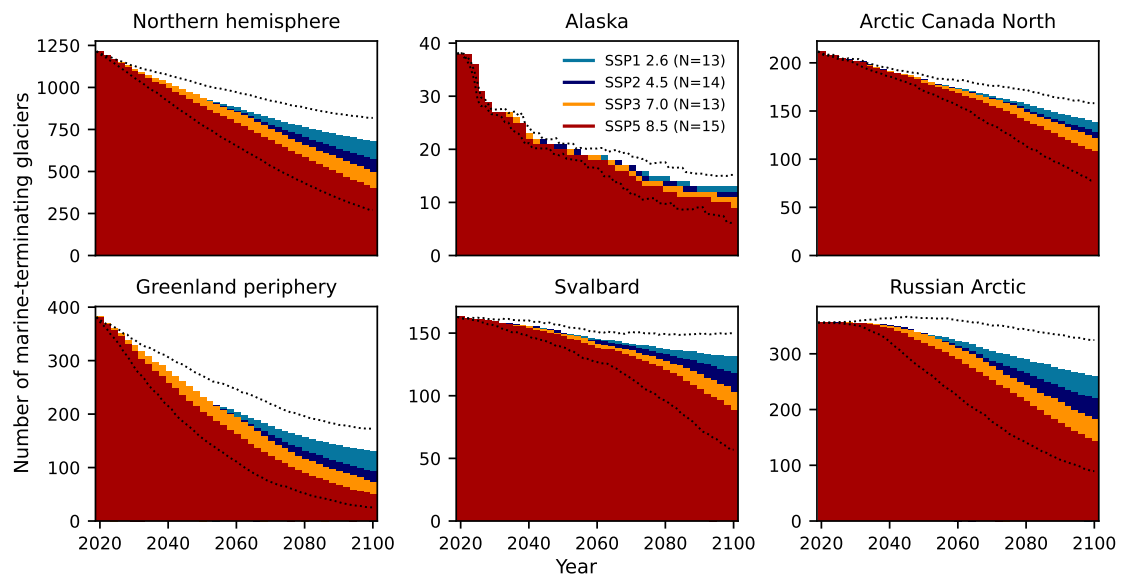 Northern hemisphere
Alaska
Arctic Canada North
Number of marine-terminating glaciers
1250
1000
750
500
250
0
40
30
20
10
0
SSP1 2.6 (N=13)
SSP2 4.5 (N=14)
SSP3 7.0 (N=13)
SSP5 8.5 (N=15)
200
150
100
50
0
Greenland periphery
Svalbard
Russian Arctic
400
300
200
100
0
2020 2040 2060 2080 2100
150
100
50
0
2020 2040 2060 2080 2100
300
200
100
0
2020 2040 2060 2080 2100
Year